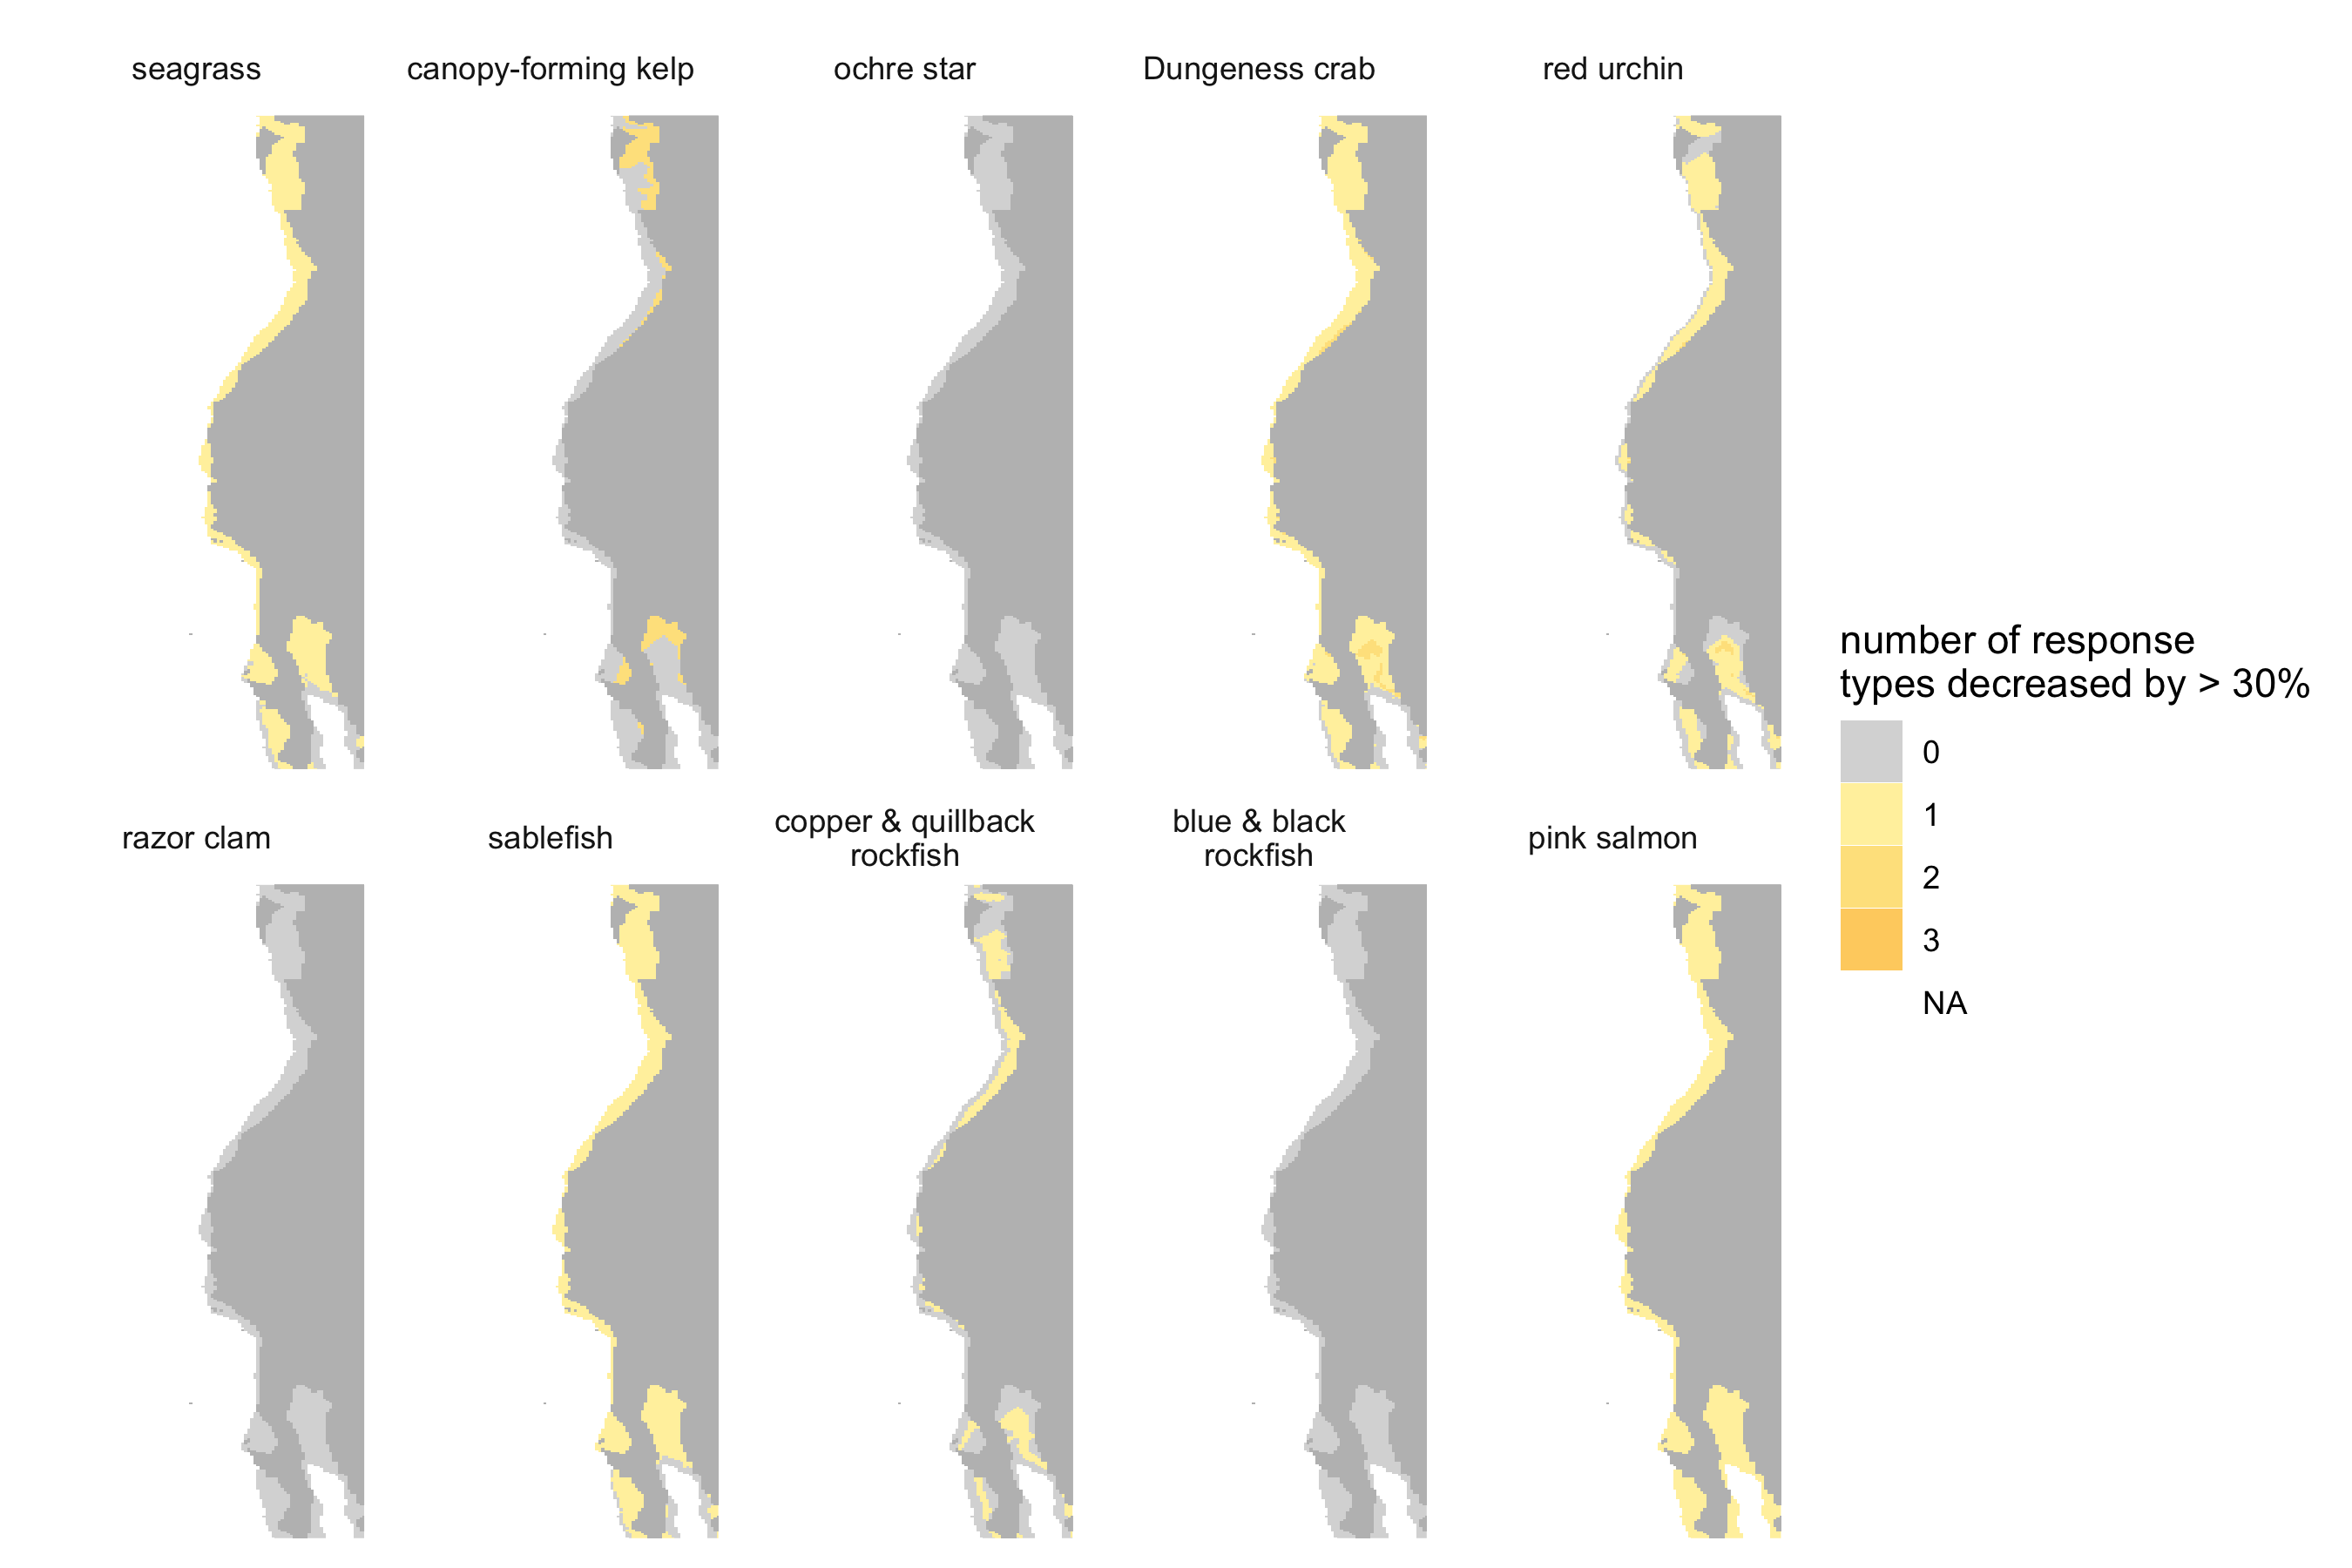 seagrass
canopy-forming kelp
ochre star
Dungeness crab
red urchin
razor clam
sablefish
copper & quillback
rockfish
blue & black
rockfish
pink salmon
number of response
types decreased by > 30%
0
1
2
3
NA